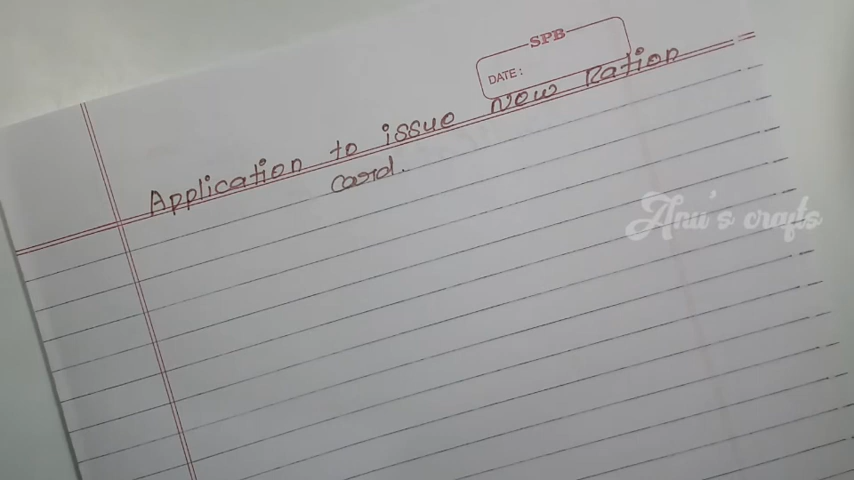 SPB
DATE:
Application to issue New Ration
card.
Anu's crafts